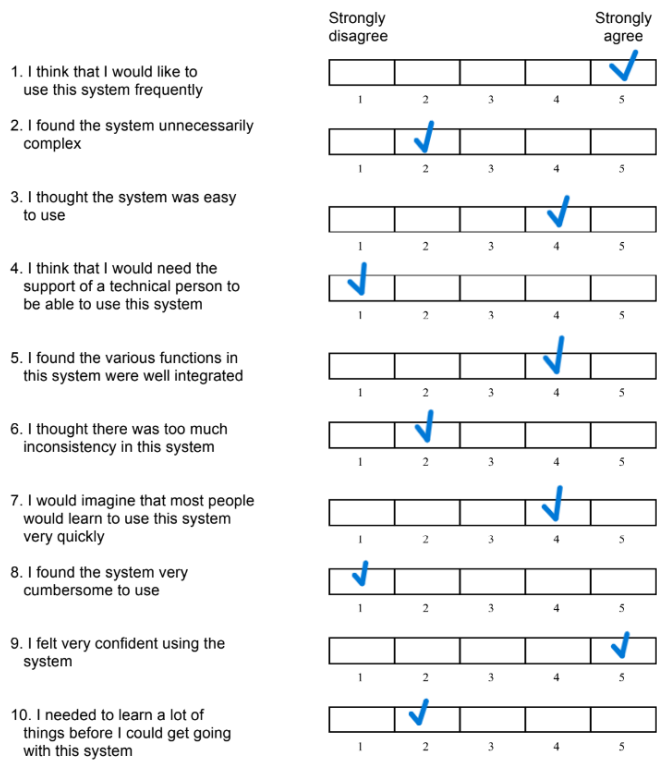 Strongly disagree
Strongly agree
1. I think that I would like to
use this system frequently
1 2 3 4 5
2. I found the system unnecessarily
complex
1 2 3 4 5
3. I thought the system was easy
to use
1 2 3 4 5
4. I think that I would need the
support of a technical person to
be able to use this system
1 2 3 4 5
5. I found the various functions in
this system were well integrated
1 2 3 4 5
6. I thought there was too much
inconsistency in this system
1 2 3 4 5
7. I would imagine that most people
would learn to use this system
very quickly
1 2 3 4 5
8. I found the system very
cumbersome to use
1 2 3 4 5
9. I felt very confident using the
system
1 2 3 4 5
10. I needed to learn a lot of
things before I could get going
with this system
1 2 3 4 5